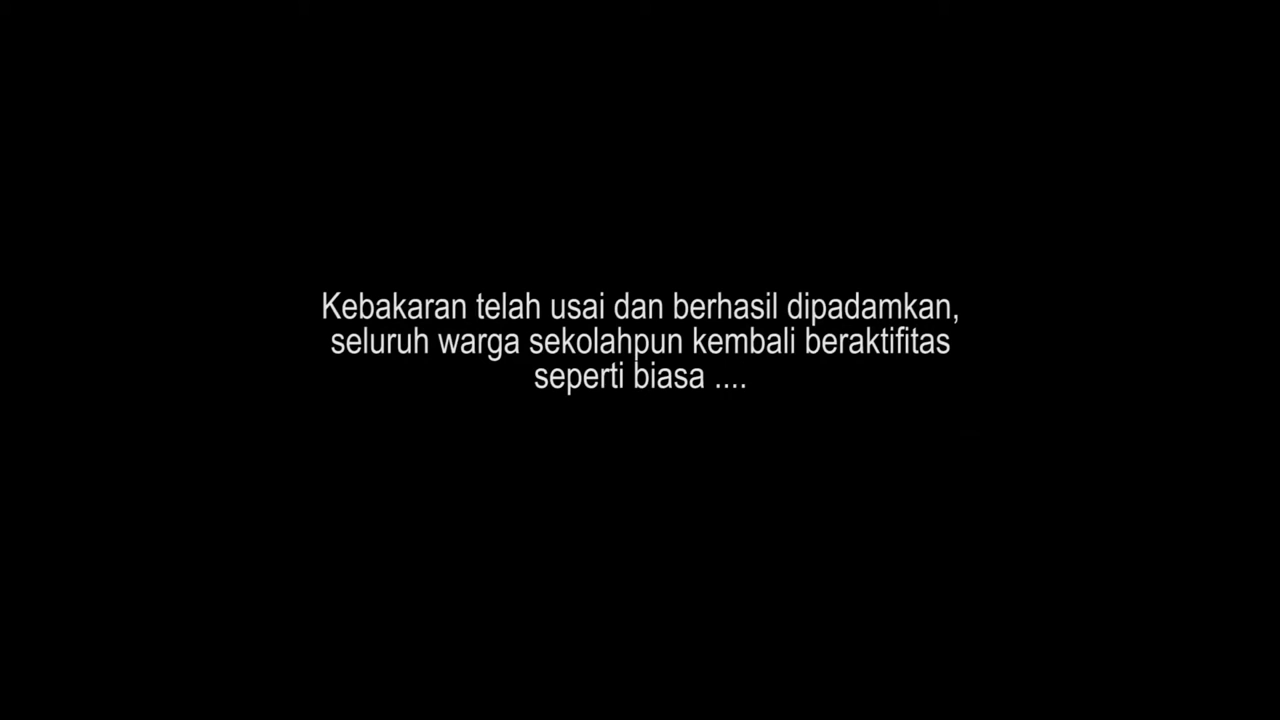 Kebakaran telah usai dan berhasil dipadamkan,
seluruh warga sekolahpun kembali beraktifitas
seperti biasa ....